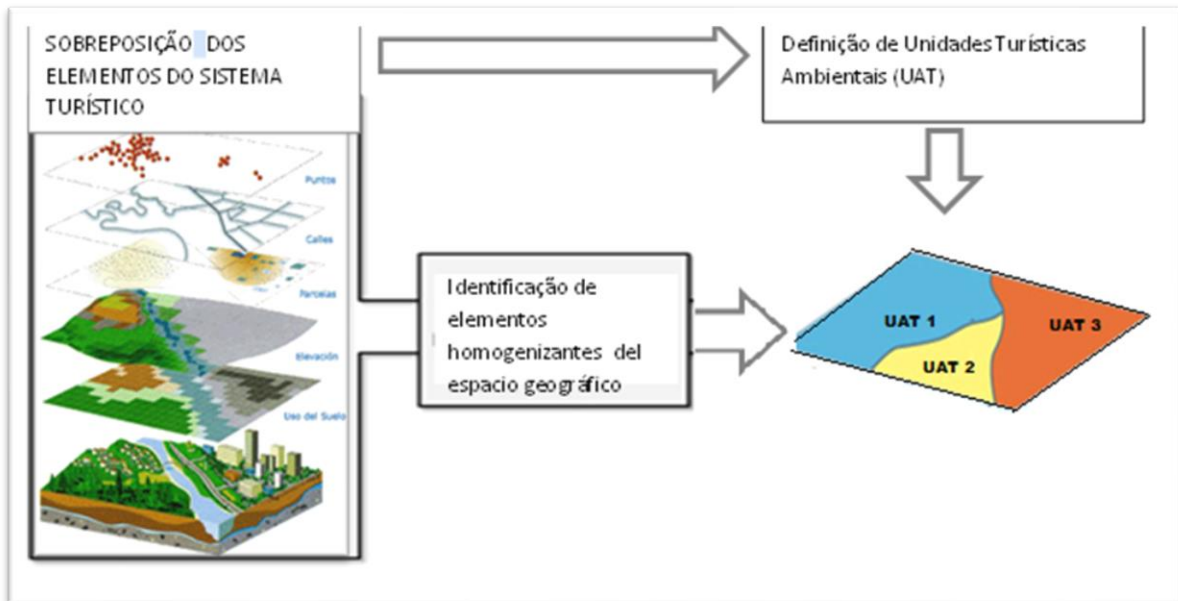 SOBREPOSIÇÃO DOS
ELEMENTOS DO SISTEMA
TURÍSTICO
Definição de Unidades Turísticas
Ambientais (UAT)
Puntos
Calles
Parcelas
Elevación
Uso del Suelo
Identificação de
elementos
homogenizantes del
espacio geográfico
UAT 1
UAT 2
UAT 3